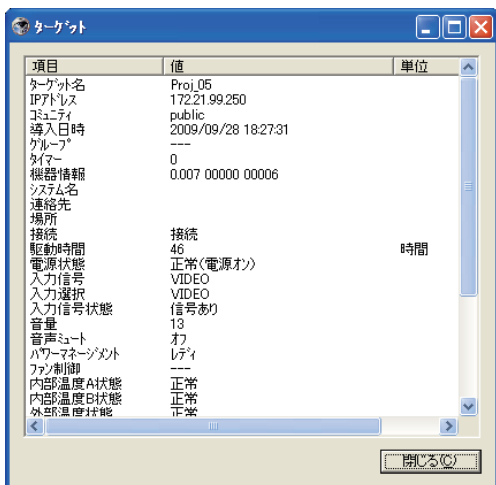 ターゲット
項目 値 単位
ターゲット名 Proj_05
IPアドレス 172.21.99.250
コミュニティ public
導入日時 2009/09/28 18:27:31
グループ ---
タイマー 0
機器情報 0.007 00000 00006
システム名
連絡先
場所
接続 接続
駆動時間 46 時間
電源状態 正常(電源オン)
入力信号 VIDEO
入力選択 VIDEO
入力信号状態 信号あり
音量 13
音声ミュート オフ
パワーマネージメント レディ
ファン制御 ---
内部温度A状態 正常
内部温度B状態 正常
外部温度状態 正常
閉じる(C)